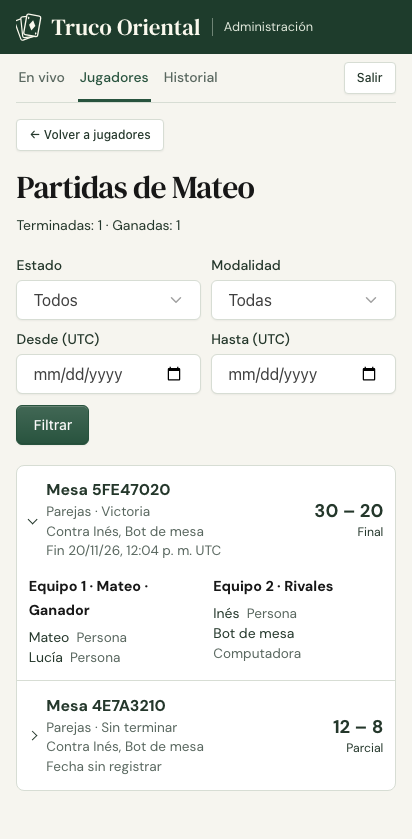 Truco Oriental Administración
En vivo Jugadores Historial Salir
← Volver a jugadores
Partidas de Mateo
Terminadas: 1 · Ganadas: 1
Estado Modalidad
Todos Todas
Desde (UTC) Hasta (UTC)
mm/dd/yyyy mm/dd/yyyy
Filtrar
Mesa 5FE47020
Parejas · Victoria
Contra Inés, Bot de mesa
Fin 20/11/26, 12:04 p. m. UTC
30 – 20
Final
Equipo 1 · Mateo ·
Ganador
Mateo Persona
Lucía Persona
Equipo 2 · Rivales
Inés Persona
Bot de mesa
Computadora
Mesa 4E7A3210
Parejas · Sin terminar
Contra Inés, Bot de mesa
Fecha sin registrar
12 – 8
Parcial